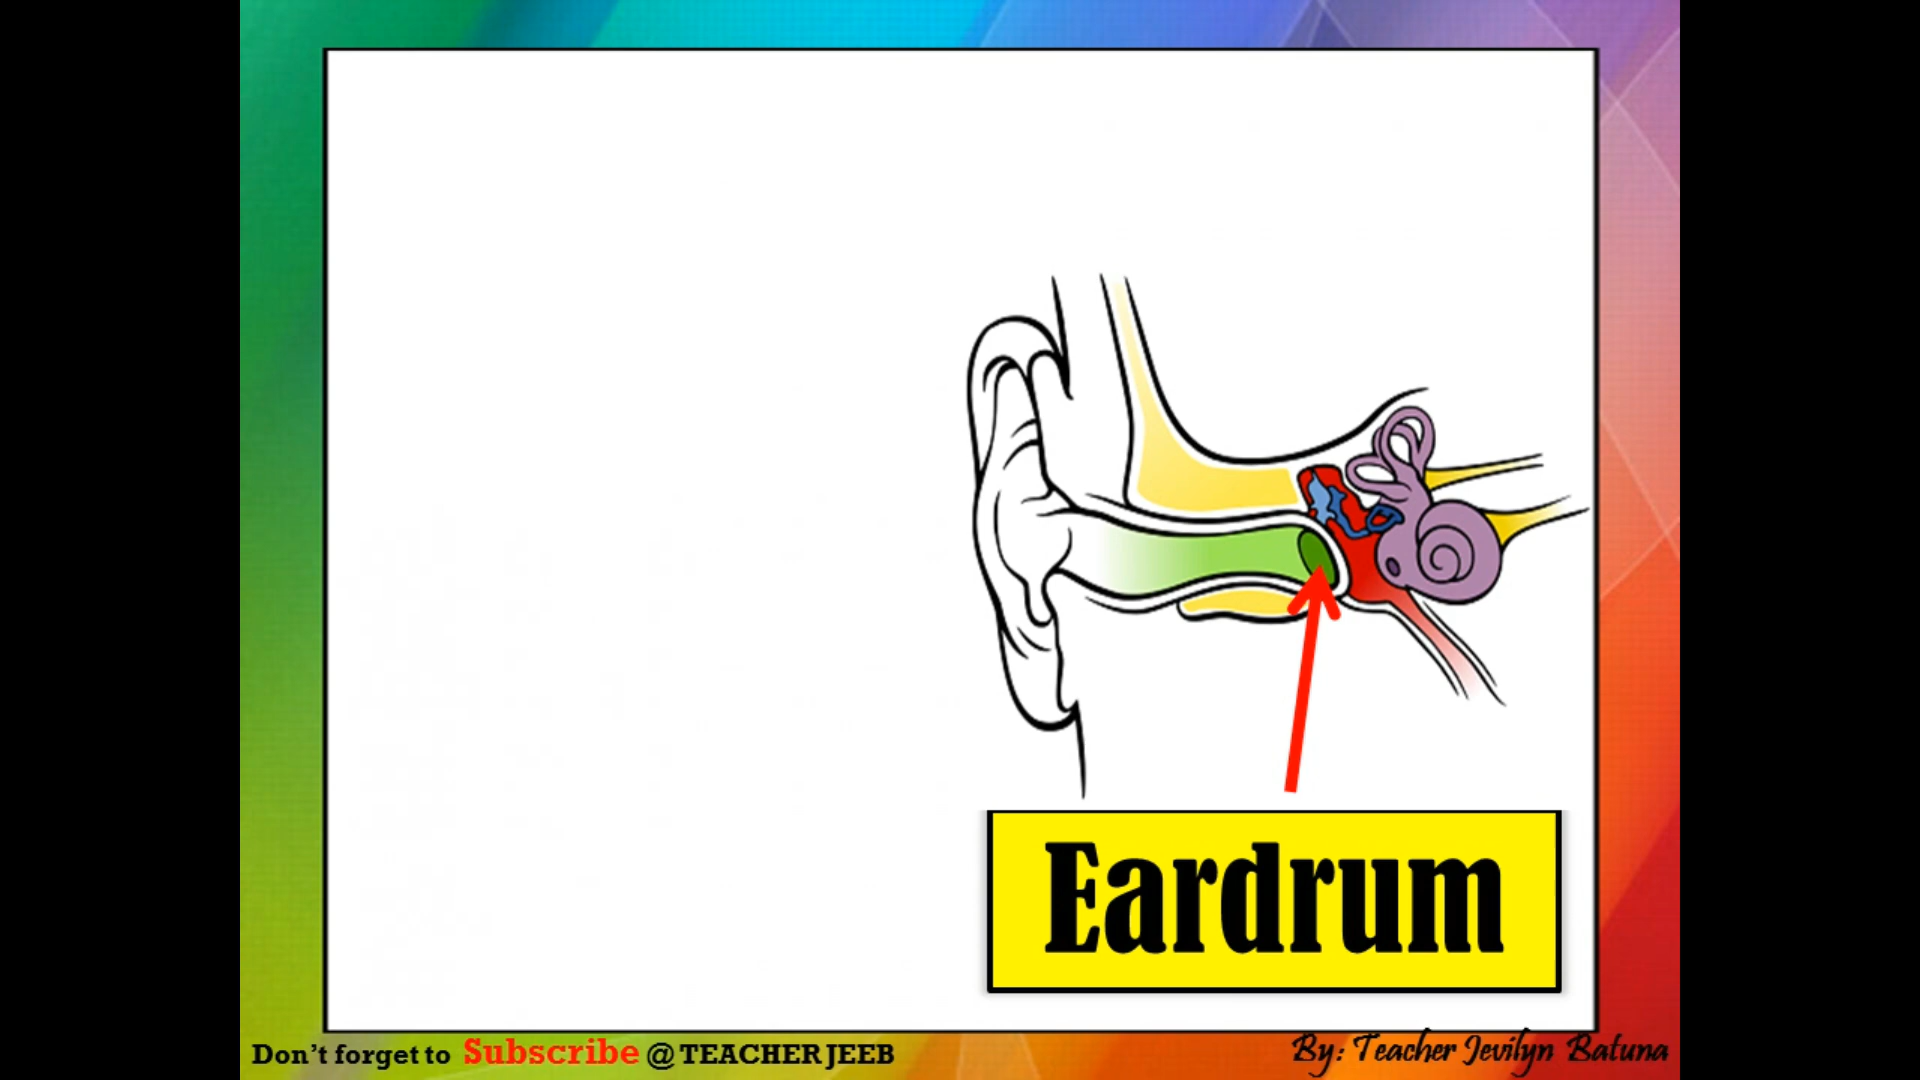 Eardrum
Don't forget to Subscribe @ TEACHER JEEB
By: Teacher Jevilyn Batuna